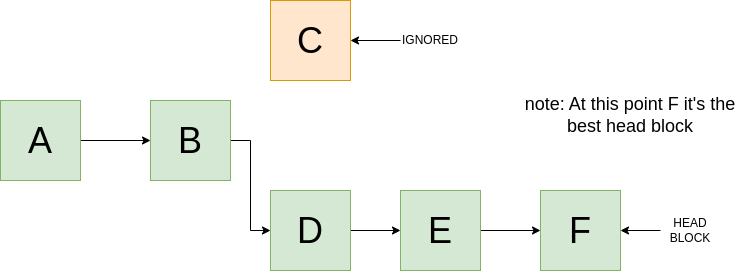 C
IGNORED
note: At this point F it's the
best head block
A
B
D
E
F
HEAD
BLOCK